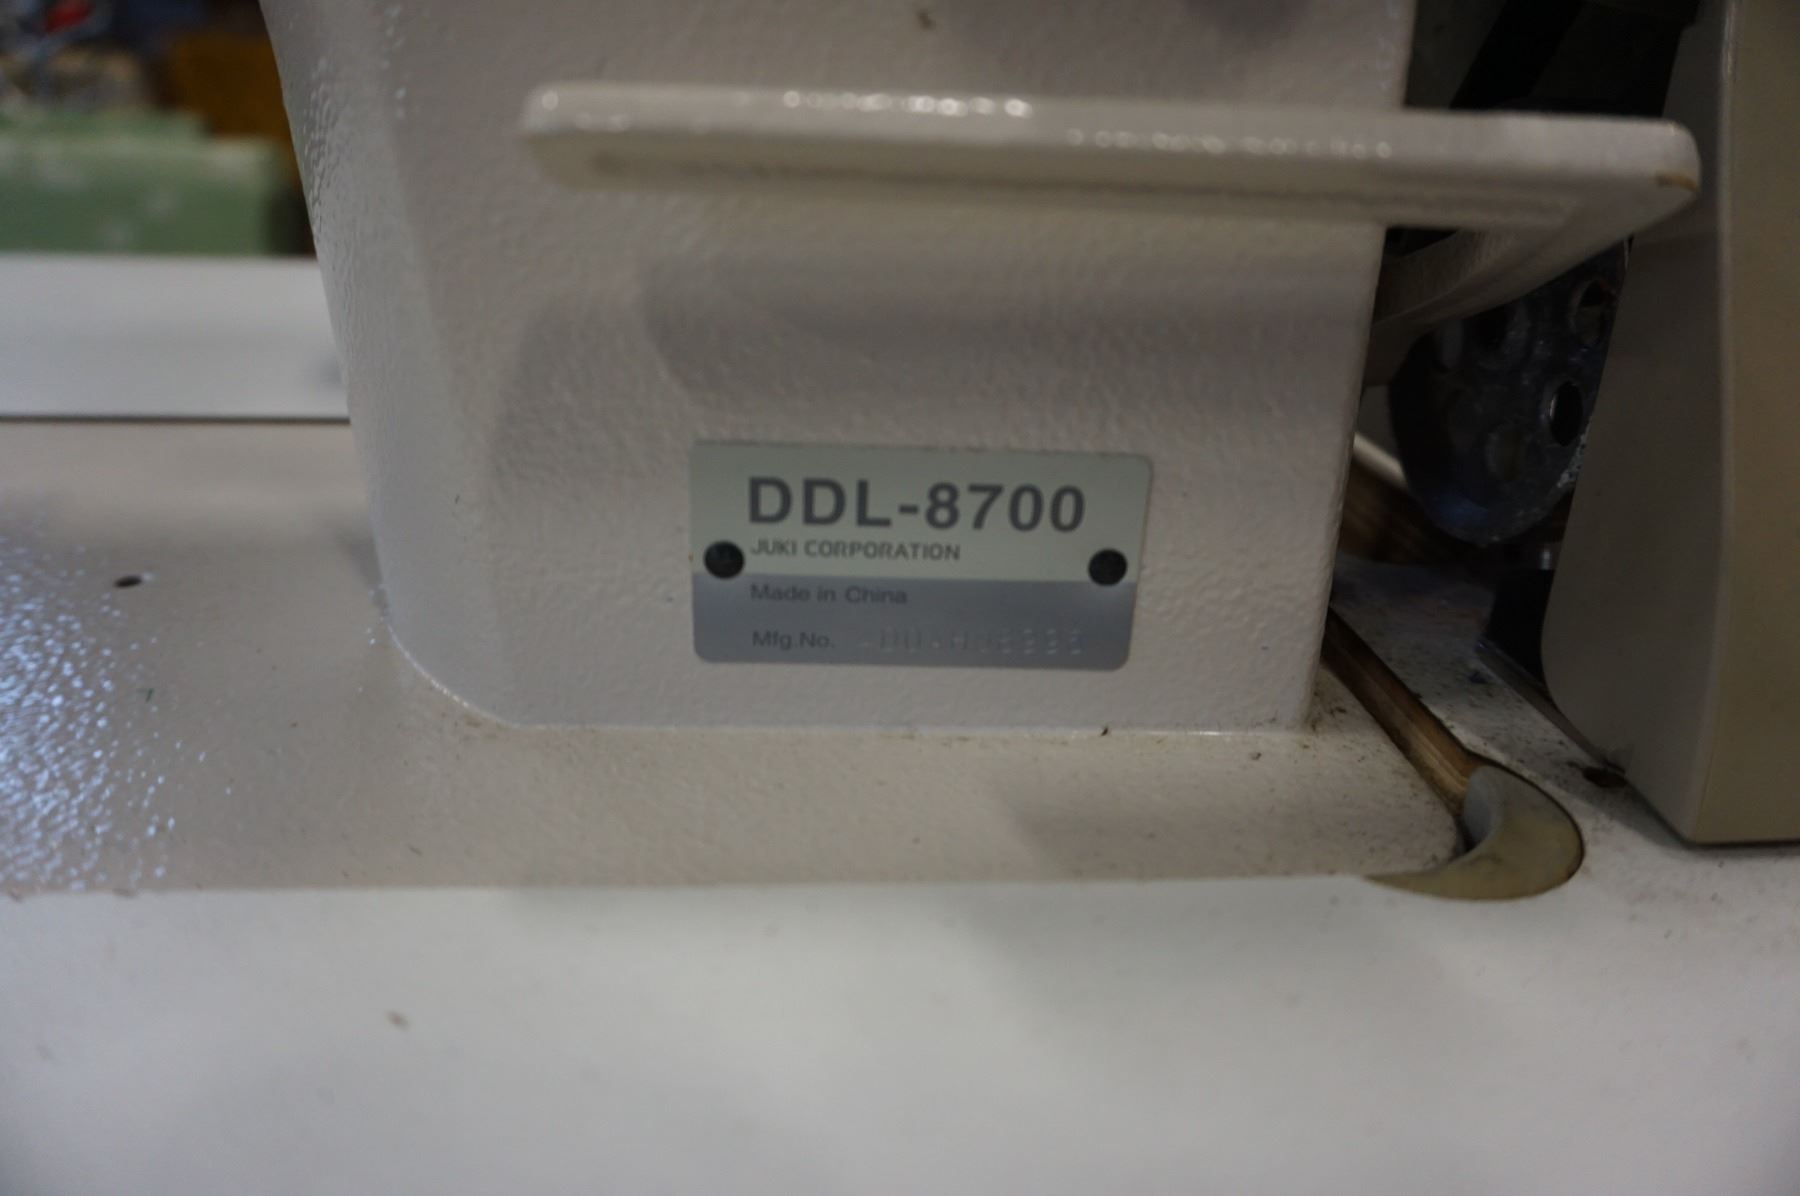 DDL-8700
JUKI CORPORATION
Made in China
Mfg.No.